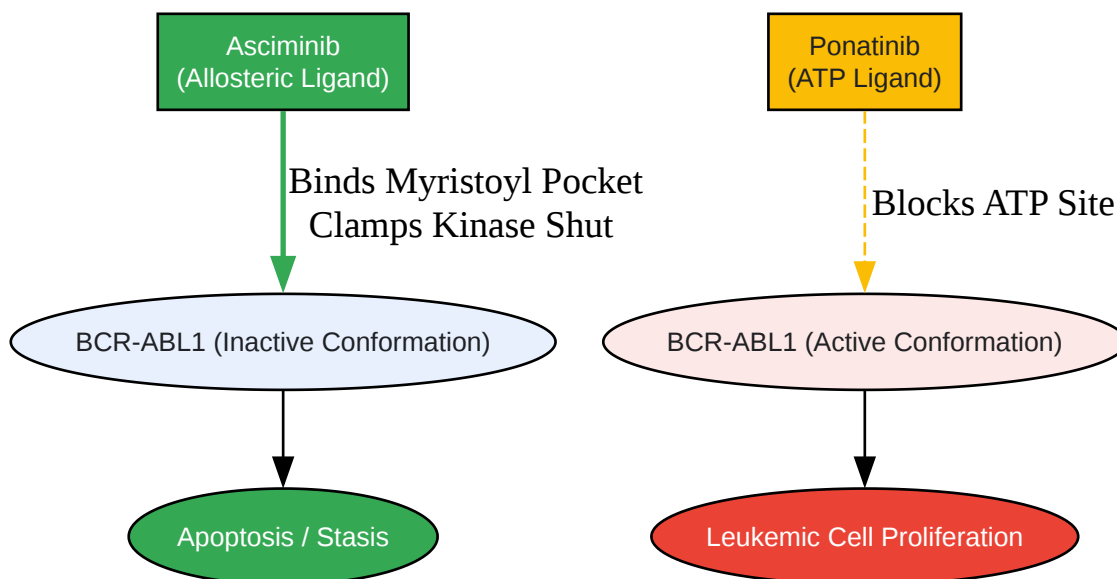 Asciminib
(Allosteric Ligand)
Ponatinib
(ATP Ligand)
Binds Myristoyl Pocket
Clamps Kinase Shut
Blocks ATP Site
BCR-ABL1 (Inactive Conformation)
BCR-ABL1 (Active Conformation)
Apoptosis / Stasis
Leukemic Cell Proliferation